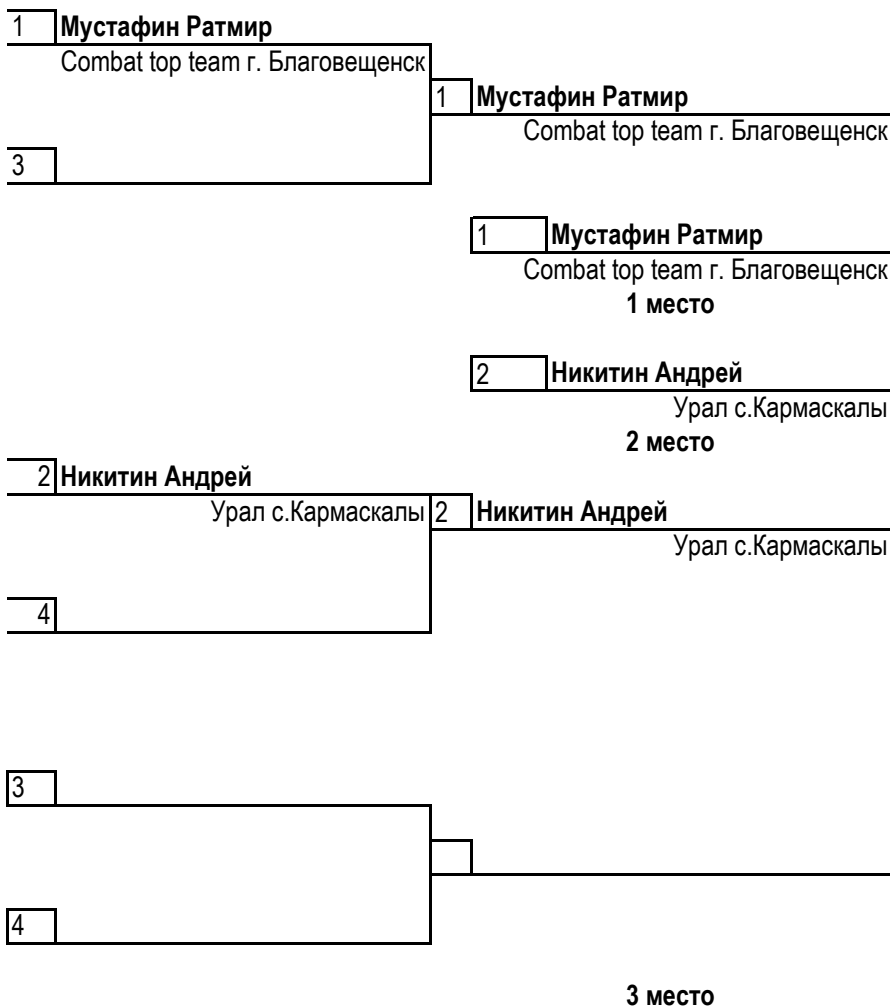 1 Мустафин Ратмир
Combat top team г. Благовещенск
1 Мустафин Ратмир
Combat top team г. Благовещенск
3
1 Мустафин Ратмир
Combat top team г. Благовещенск
1 место
2 Никитин Андрей
Урал с.Кармаскалы
2 место
2 Никитин Андрей
Урал с.Кармаскалы 2 Никитин Андрей
Урал с.Кармаскалы
4
3
4
3 место